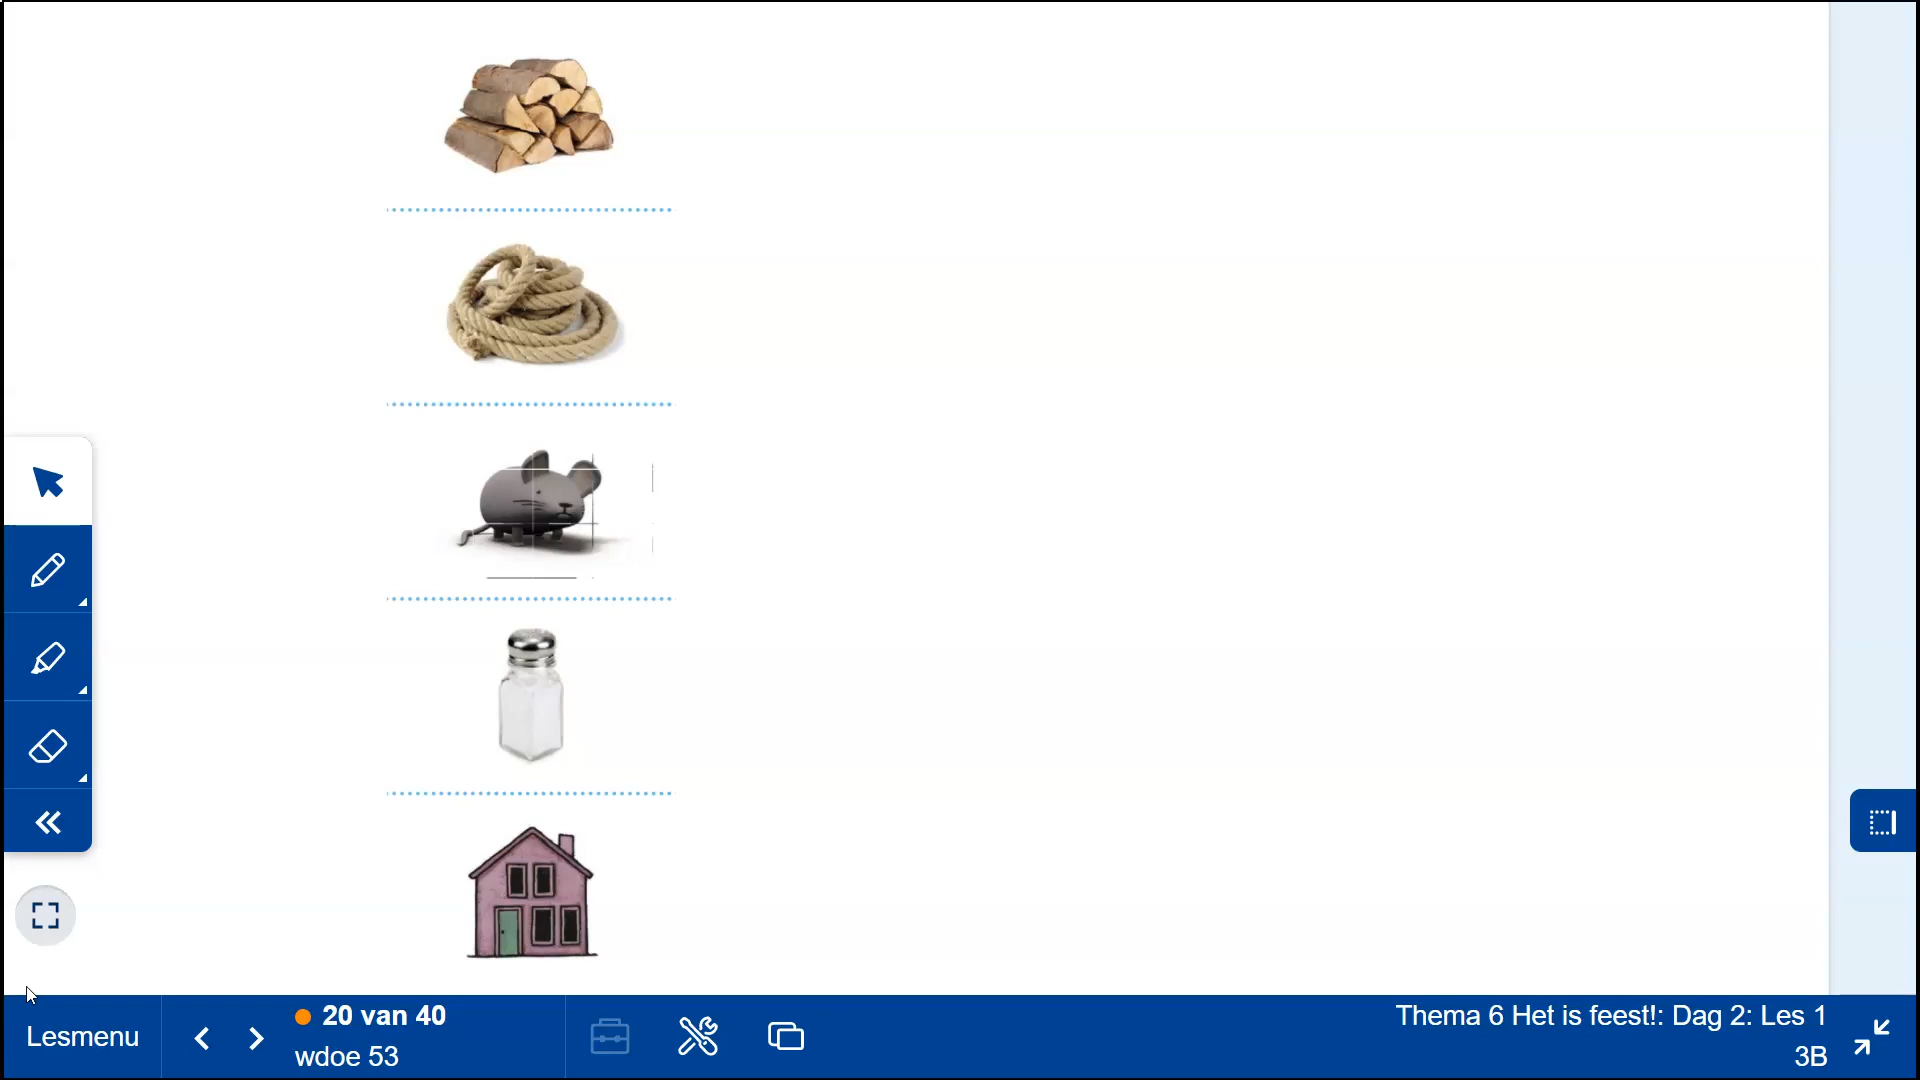 Lesmenu
20 van 40
wdoe 53
Thema 6 Het is feest!: Dag 2: Les 1
3B